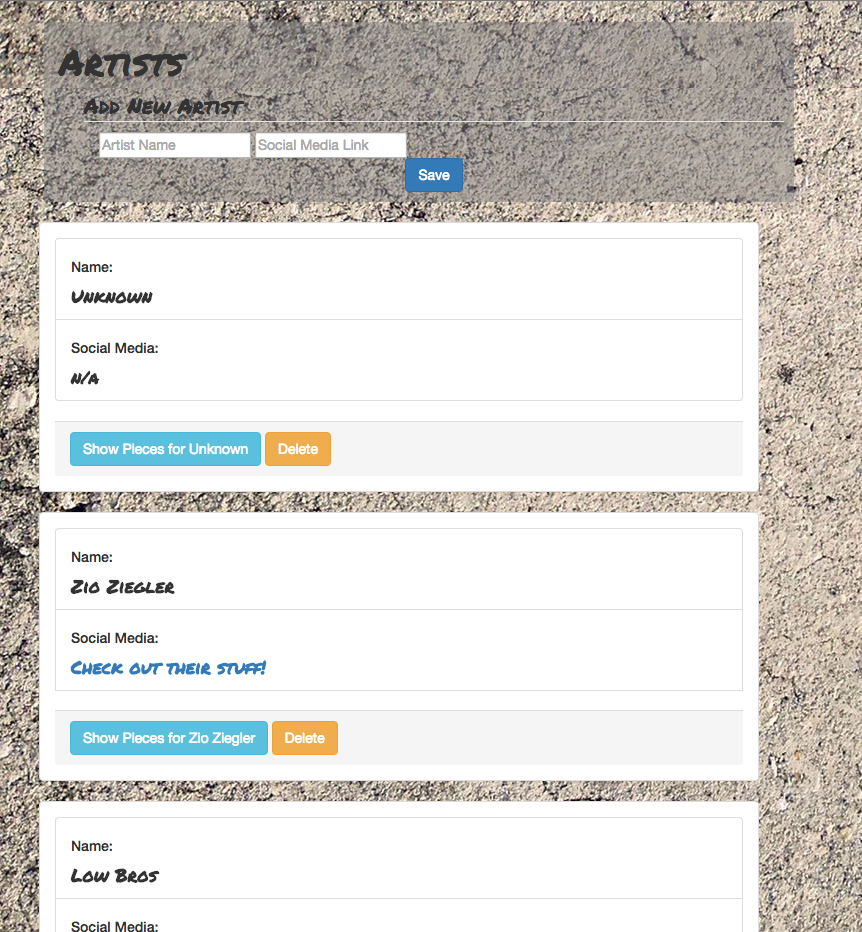 Artists
Add New Artist
Artist Name Social Media Link
Save
Name:
Unknown
Social Media:
n/a
Show Pieces for Unknown Delete
Name:
Zio Ziegler
Social Media:
Check out their stuff!
Show Pieces for Zio Ziegler Delete
Name:
Low Bros
Social Media: